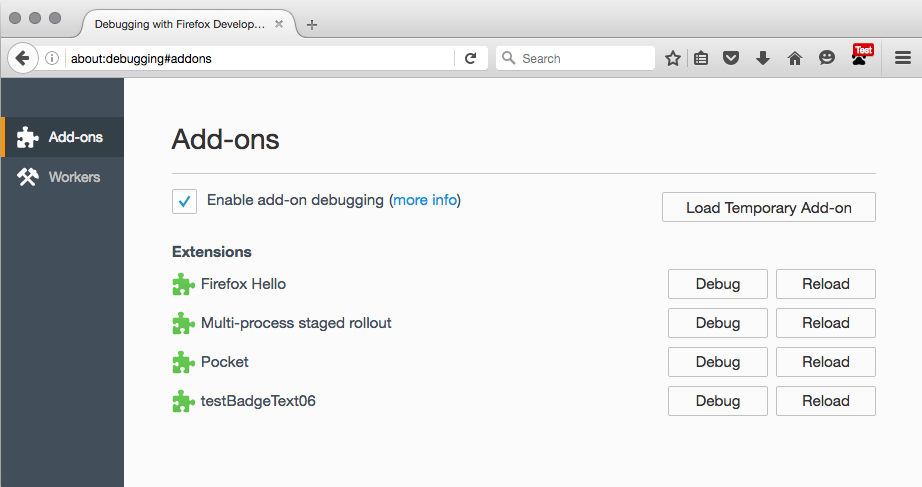 Debugging with Firefox Develop...
about:debugging#addons
Search
Test
Add-ons
Workers
Add-ons
Enable add-on debugging (more info)
Load Temporary Add-on
Extensions
Firefox Hello Debug Reload
Multi-process staged rollout Debug Reload
Pocket Debug Reload
testBadgeText06 Debug Reload